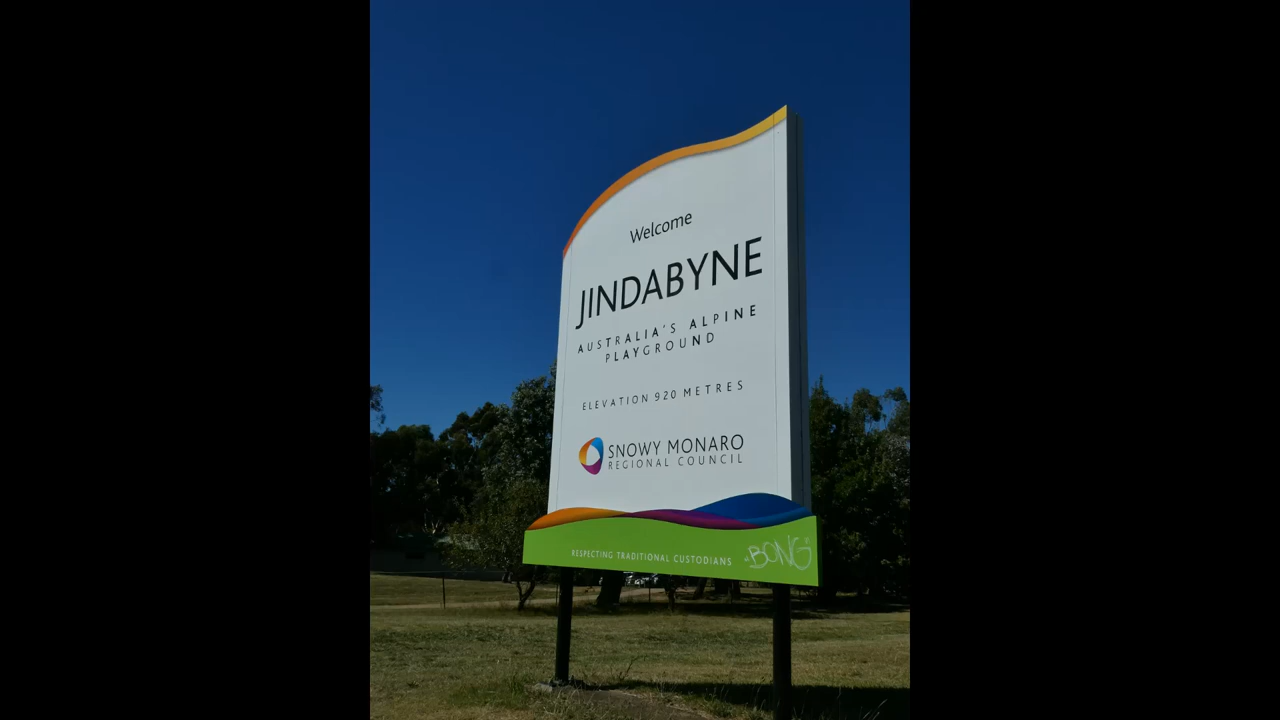 Welcome
JINDABYNE
AUSTRALIA'S ALPINE
PLAYGROUND
ELEVATION 920 METRES
SNOWY MONARO
REGIONAL COUNCIL
RESPECTING TRADITIONAL CUSTODIANS
"BONG"